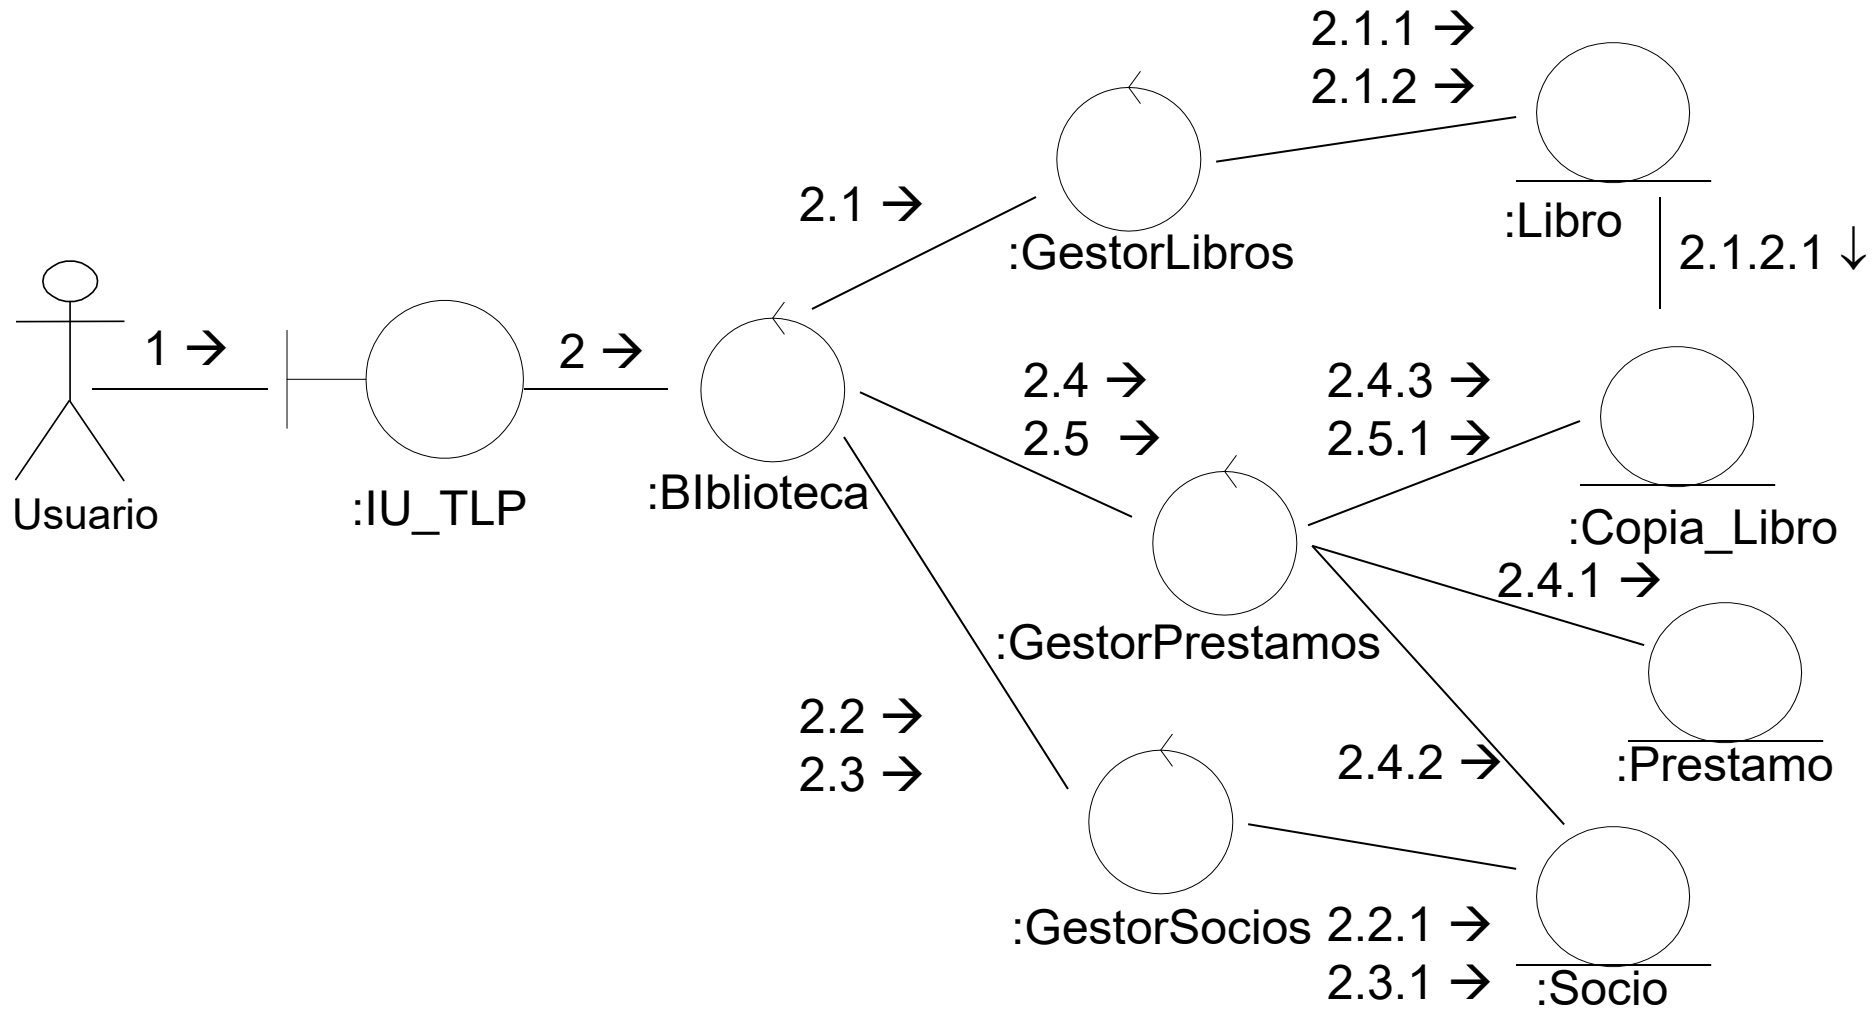 2.1.1 →
2.1.2 →
2.1 →
:GestorLibros
:Libro
2.1.2.1 ↓
1 →
2 →
2.4 →
2.5 →
2.4.3 →
2.5.1 →
Usuario
:IU_TLP
:BIblioteca
:Copia_Libro
2.4.1 →
:GestorPrestamos
2.2 →
2.3 →
2.4.2 →
:Prestamo
:GestorSocios
2.2.1 →
2.3.1 →
:Socio